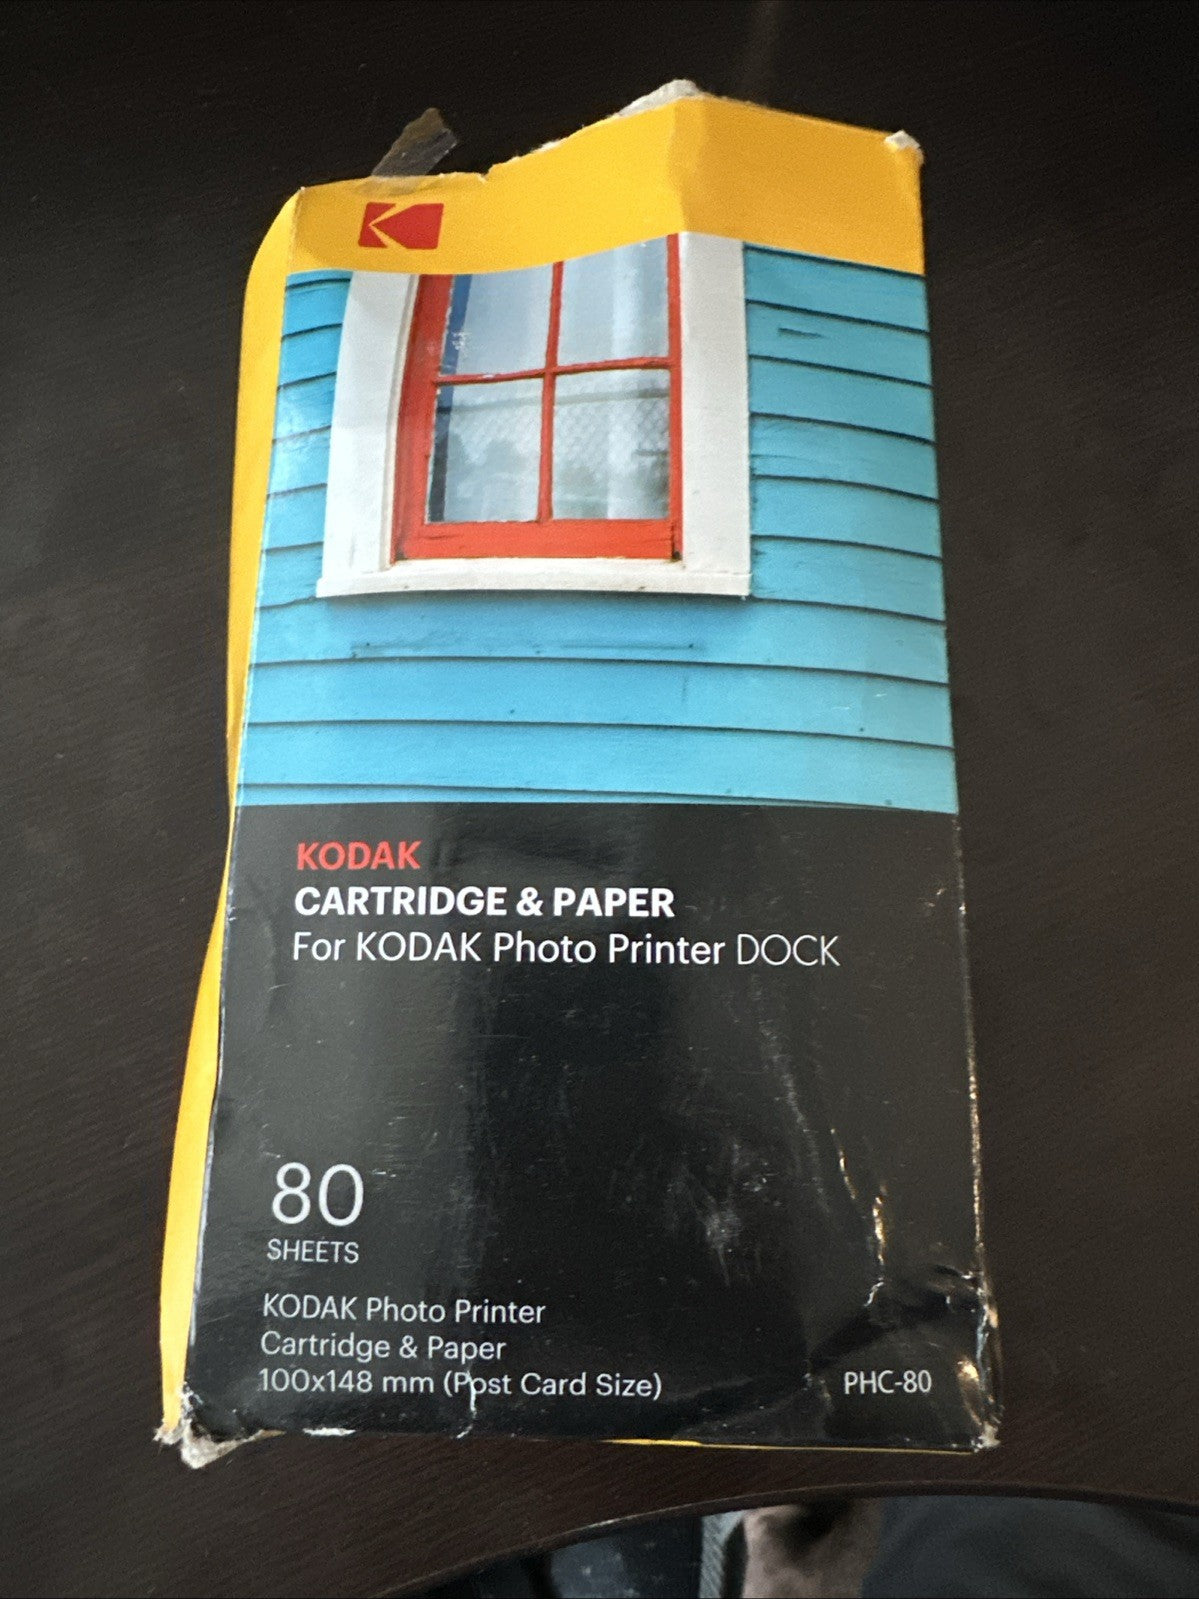 KODAK
CARTRIDGE & PAPER
For KODAK Photo Printer DOCK
80
SHEETS
KODAK Photo Printer
Cartridge & Paper
100x148 mm (Post Card Size)
PHC-80